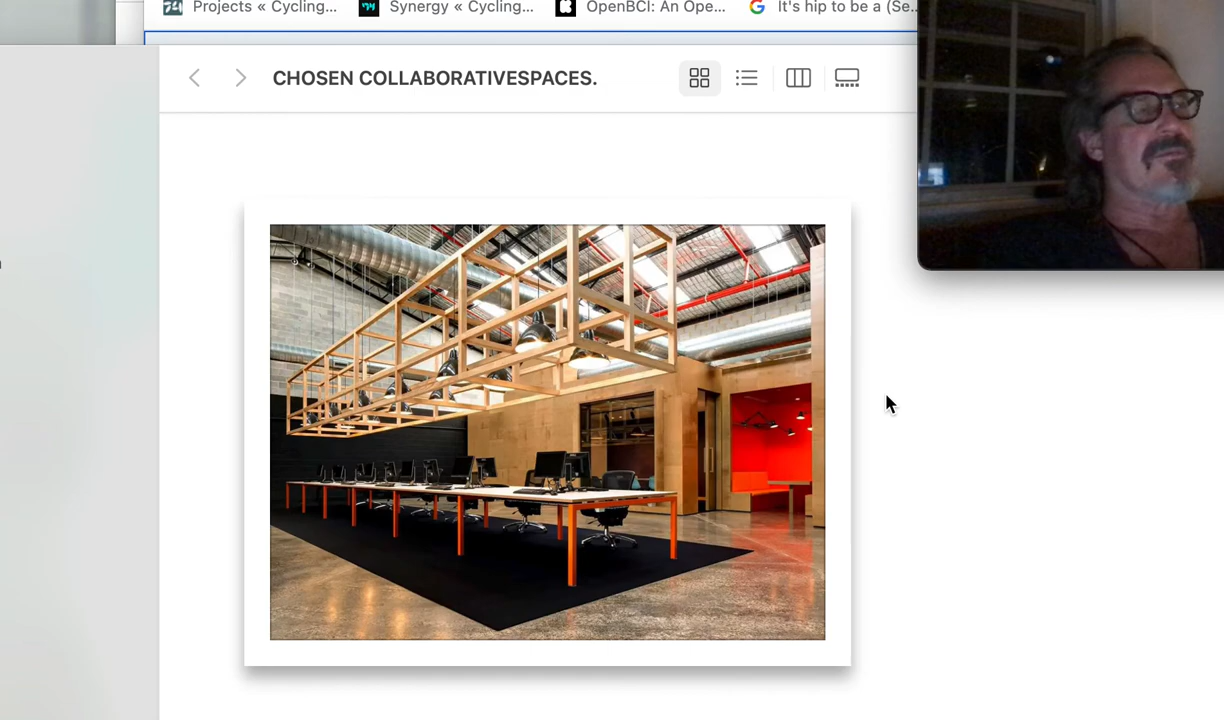 Projects « Cycling... Synergy « Cycling... OpenBCI: An Ope... It's hip to be a (Se...
CHOSEN COLLABORATIVESPACES.